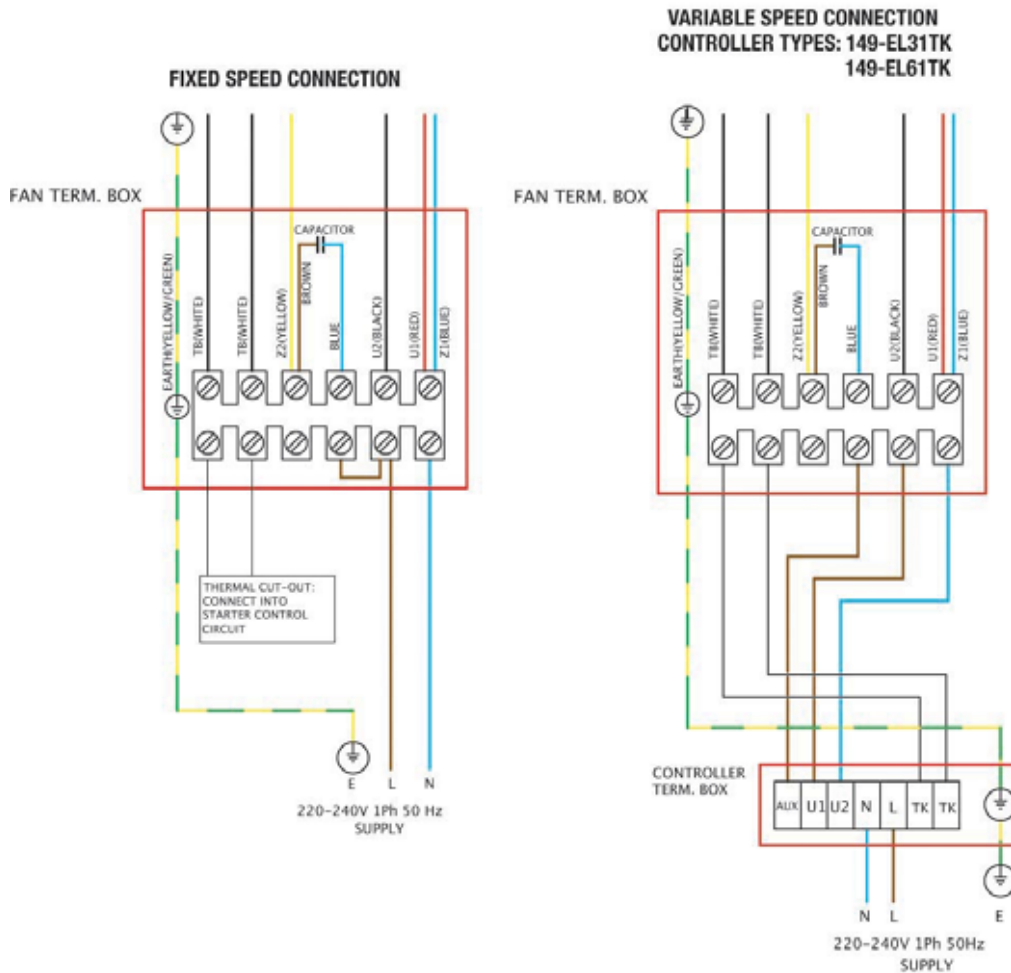 FIXED SPEED CONNECTION
FAN TERM. BOX
EARTH(YELLOW/GREEN)
TB(WHITE)
TB(WHITE)
Z2(YELLOW)
BROWN
CAPACITOR
BLUE
U2(BLACK)
U1(RED)
Z1(BLUE)
THERMAL CUT-OUT:
CONNECT INTO
STARTER CONTROL
CIRCUIT
E L N
220-240V 1Ph 50 Hz
SUPPLY
VARIABLE SPEED CONNECTION
CONTROLLER TYPES: 149-EL31TK
149-EL61TK
FAN TERM. BOX
EARTH(YELLOW/GREEN)
TB(WHITE)
TB(WHITE)
Z2(YELLOW)
BROWN
CAPACITOR
BLUE
U2(BLACK)
U1(RED)
Z1(BLUE)
CONTROLLER
TERM. BOX
AUX U1 U2 N L TK TK
N L E
220-240V 1Ph 50Hz
SUPPLY